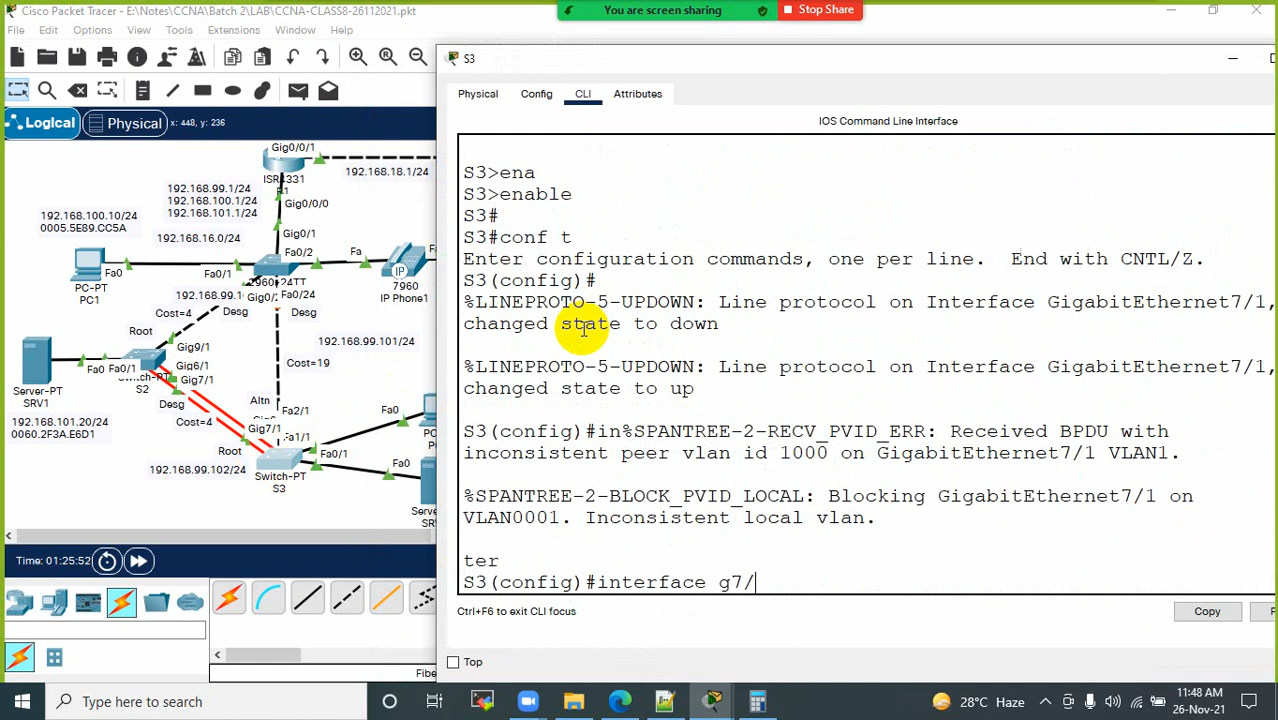 Cisco Packet Tracer - E:\Notes\CCNA\Batch 2\LAB\CCNA-CLASS8-26112021.pkt
You are screen sharing
Stop Share
File Edit Options View Tools Extensions Window Help
Logical
Physical
x: 448, y: 236
Gig0/0/1
192.168.18.1/24
ISR4331
R1
192.168.99.1/24
192.168.100.1/24
192.168.101.1/24
Gig0/0/0
192.168.100.10/24
0005.5E89.CC5A
192.168.16.0/24
Gig0/1
Fa0/2
Fa
Fa0
Fa0/1
IP
PC-PT
PC1
2960-24TT
7960
IP Phone1
192.168.99.1
Fa0/24
Cost=4
Desg
Desg
Root
192.168.99.101/24
Gig9/1
Fa0
Fa0/1
Gig6/1
Cost=19
Switch-PT
S2
Gig7/1
Server-PT
SRV1
Desg
Altn
Fa2/1
Fa0
Cost=4
192.168.101.20/24
0060.2F3A.E6D1
Gig7/1
Root
Fa0/1
Fa0
192.168.99.102/24
Switch-PT
S3
Time: 01:25:52
S3
Physical Config CLI Attributes
IOS Command Line Interface
S3>ena
S3>enable
S3#
S3#conf t
Enter configuration commands, one per line.  End with CNTL/Z.
S3(config)#
%LINEPROTO-5-UPDOWN: Line protocol on Interface GigabitEthernet7/1,
changed state to down
%LINEPROTO-5-UPDOWN: Line protocol on Interface GigabitEthernet7/1,
changed state to up
S3(config)#in%SPANTREE-2-RECV_PVID_ERR: Received BPDU with
inconsistent peer vlan id 1000 on GigabitEthernet7/1 VLAN1.
%SPANTREE-2-BLOCK_PVID_LOCAL: Blocking GigabitEthernet7/1 on
VLAN0001. Inconsistent local vlan.
ter
S3(config)#interface g7/
Ctrl+F6 to exit CLI focus
Copy
Top
Type here to search
28°C Haze
11:48 AM
26-Nov-21